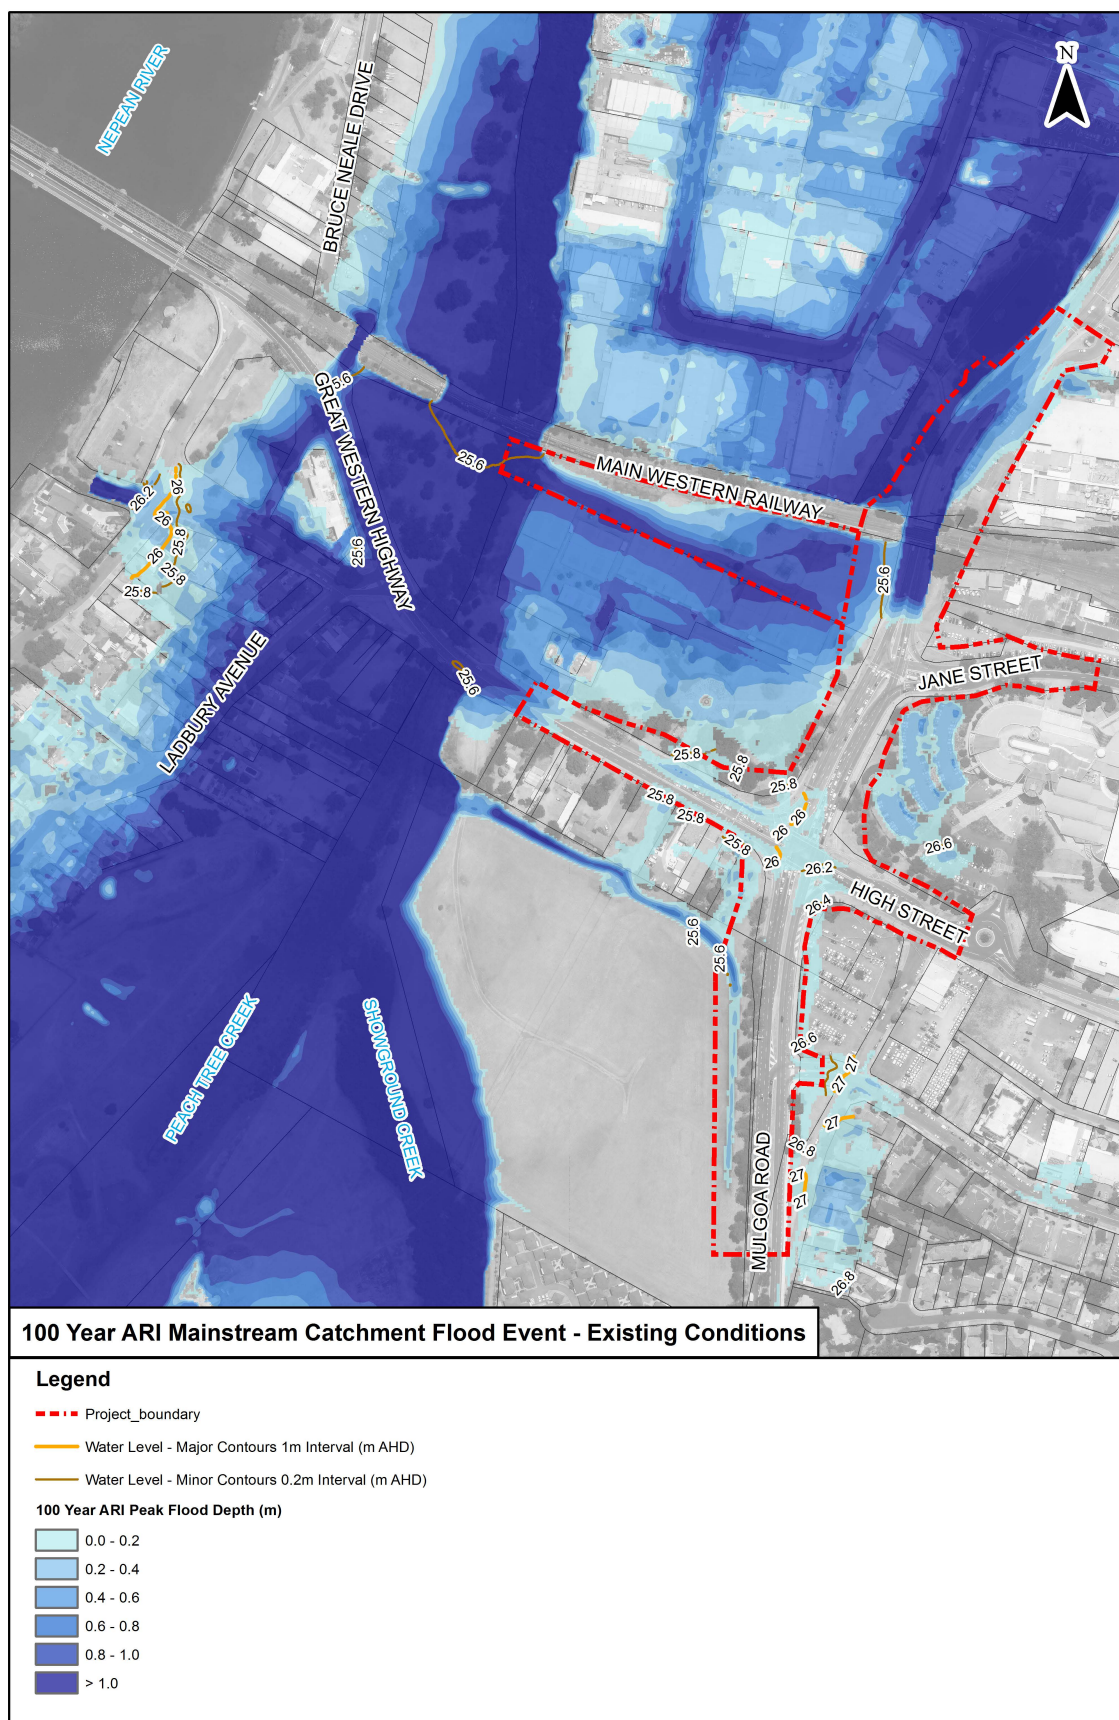 N
NEPEAN RIVER
BRUCE NEALE DRIVE
5.6
GREAT WESTERN HIGHWAY
25.6
MAIN WESTERN RAILWAY
26.2
26
26
25.8
26
25.8
25.8
25.6
25.6
LADBURY AVENUE
25.6
JANE STREET
25.8
25.8
25.8
25.8
25.8
25.8
26
26
26
26.2
26.6
26.4
HIGH STREET
25.6
25.6
PEACH TREE CREEK
SHOWGROUND CREEK
26.6
27
27
27
26.8
27
27
MULGOA ROAD
26.8
100 Year ARI Mainstream Catchment Flood Event - Existing Conditions
Legend
Project_boundary
Water Level - Major Contours 1m Interval (m AHD)
Water Level - Minor Contours 0.2m Interval (m AHD)
100 Year ARI Peak Flood Depth (m)
0.0 - 0.2
0.2 - 0.4
0.4 - 0.6
0.6 - 0.8
0.8 - 1.0
> 1.0